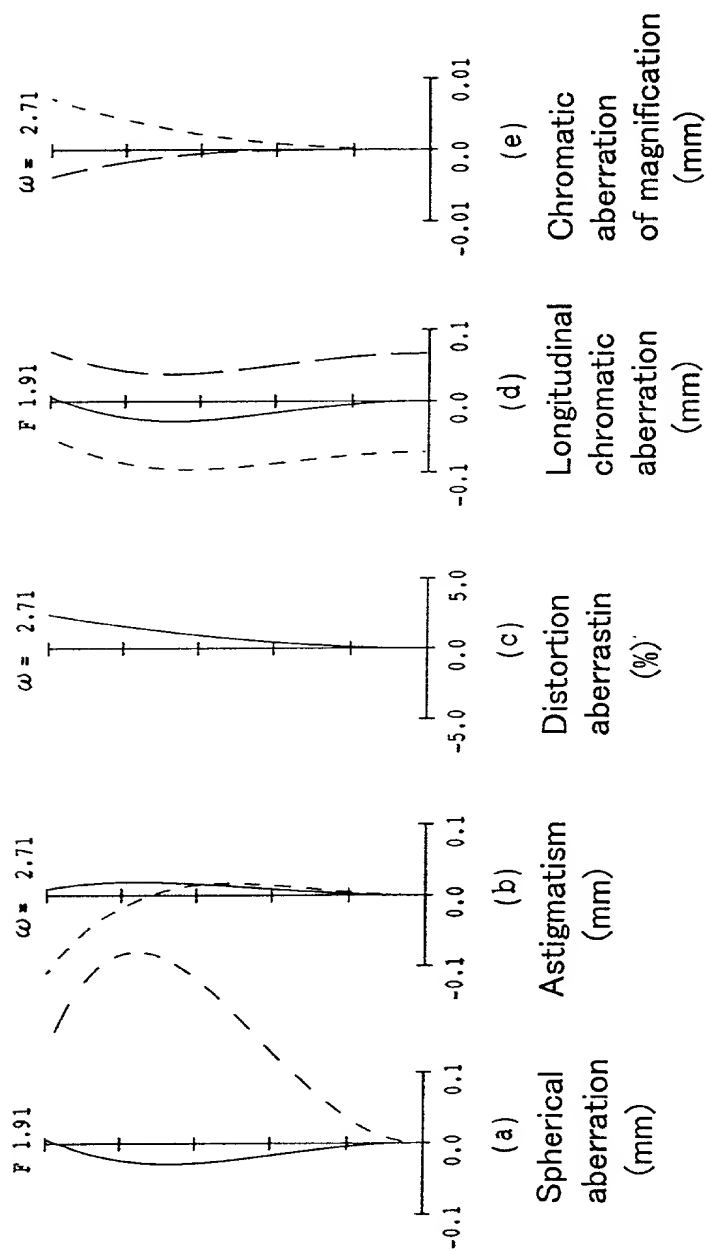 F 1.91
-0.1 0.0 0.1
(a)
Spherical
aberration
(mm)
ω = 2.71
-0.1 0.0 0.1
(b)
Astigmatism
(mm)
ω = 2.71
-5.0 0.0 5.0
(c)
Distortion
aberrastin
(%)
F 1.91
-0.1 0.0 0.1
(d)
Longitudinal
chromatic
aberration
(mm)
ω = 2.71
-0.01 0.0 0.01
(e)
Chromatic
aberration
of magnification
(mm)